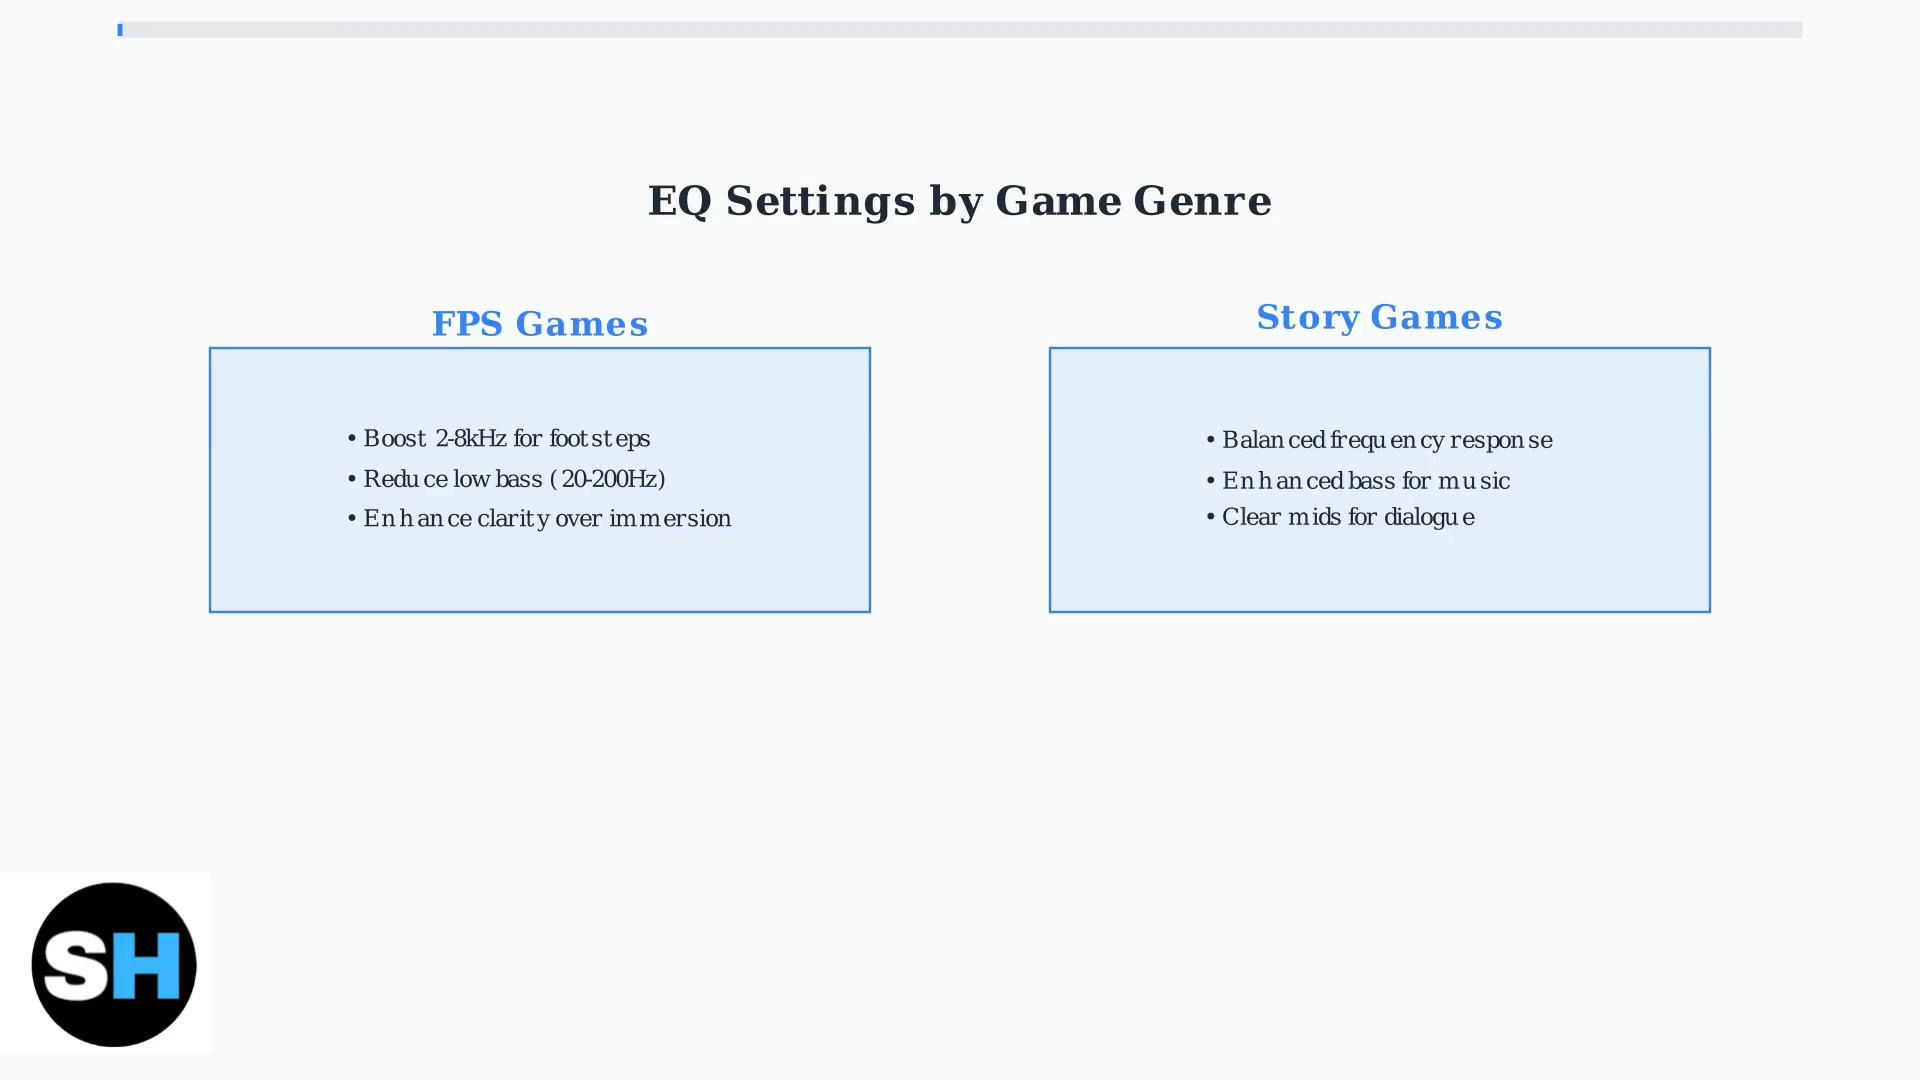 EQ Settings by Game Genre
FPS Games
• Boost 2-8kHz for footsteps
• Reduce low bass (20-200Hz)
• Enhance clarity over immersion
Story Games
• Balanced frequency response
• Enhanced bass for music
• Clear mids for dialogue
SH